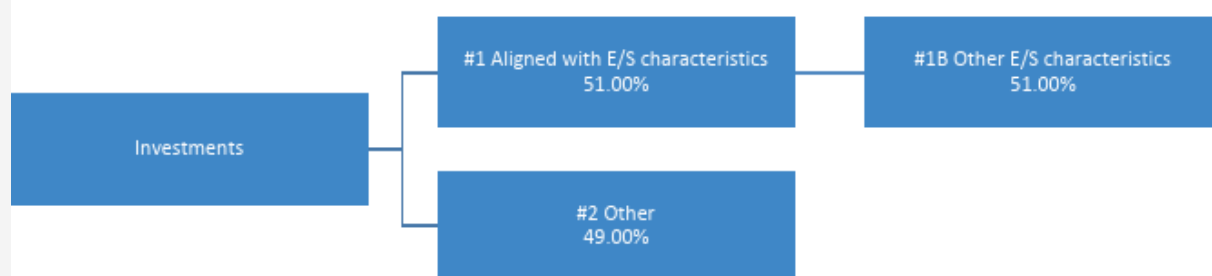 #1 Aligned with E/S characteristics
51.00%
#1B Other E/S characteristics
51.00%
Investments
#2 Other
49.00%